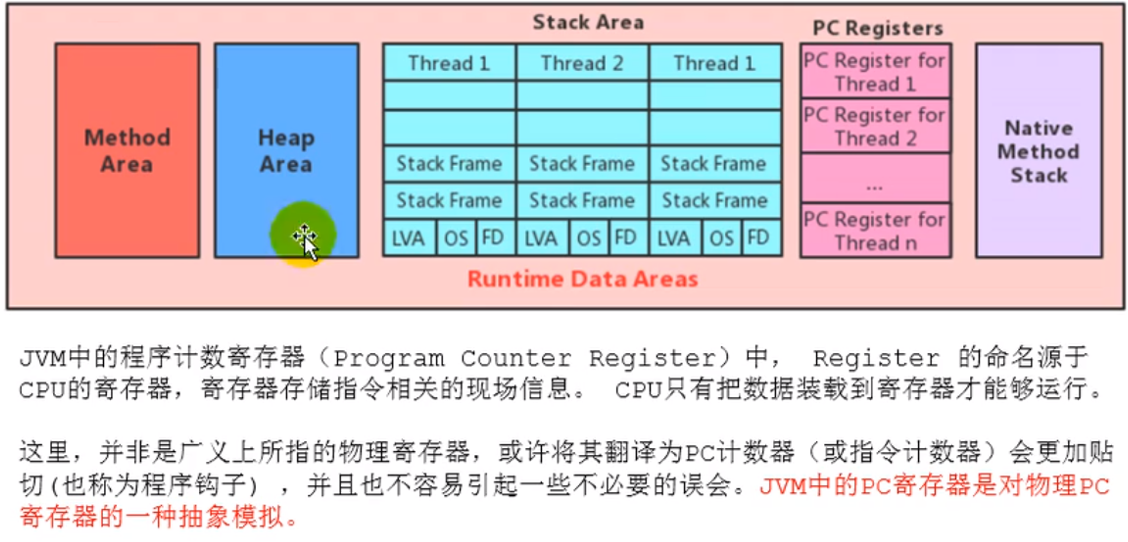 Stack Area
PC Registers
Method
Area
Heap
Area
Thread 1
Thread 2
Thread 1
Stack Frame
Stack Frame
Stack Frame
Stack Frame
Stack Frame
Stack Frame
LVA
OS
FD
LVA
OS
FD
LVA
OS
FD
PC Register for
Thread 1
PC Register for
Thread 2
...
PC Register for
Thread n
Native
Method
Stack
Runtime Data Areas
JVM中的程序计数寄存器（Program Counter Register）中， Register 的命名源于
CPU的寄存器，寄存器存储指令相关的现场信息。 CPU只有把数据装载到寄存器才能够运行。
这里，并非是广义上所指的物理寄存器，或许将其翻译为PC计数器（或指令计数器）会更加贴
切(也称为程序钩子) ，并且也不容易引起一些不必要的误会。JVM中的PC寄存器是对物理PC
寄存器的一种抽象模拟。